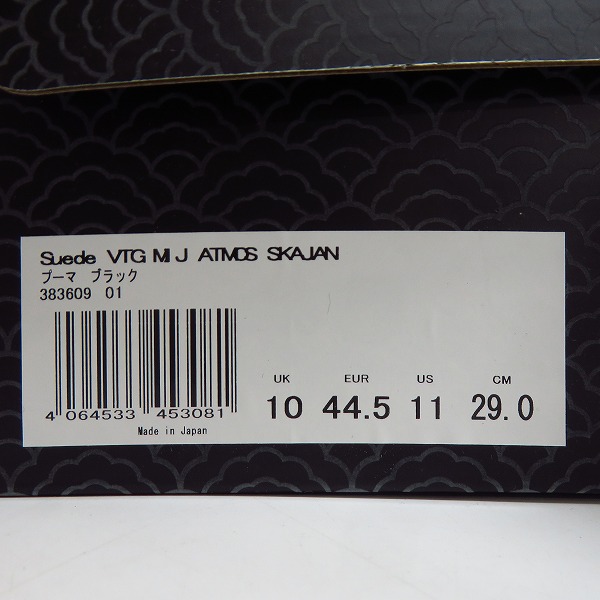 Suede VTG MIJ ATMOS SKAJAN
プーマ ブラック
383609 01
UK EUR US CM
10 44.5 11 29.0
4 064533 453081
Made in Japan